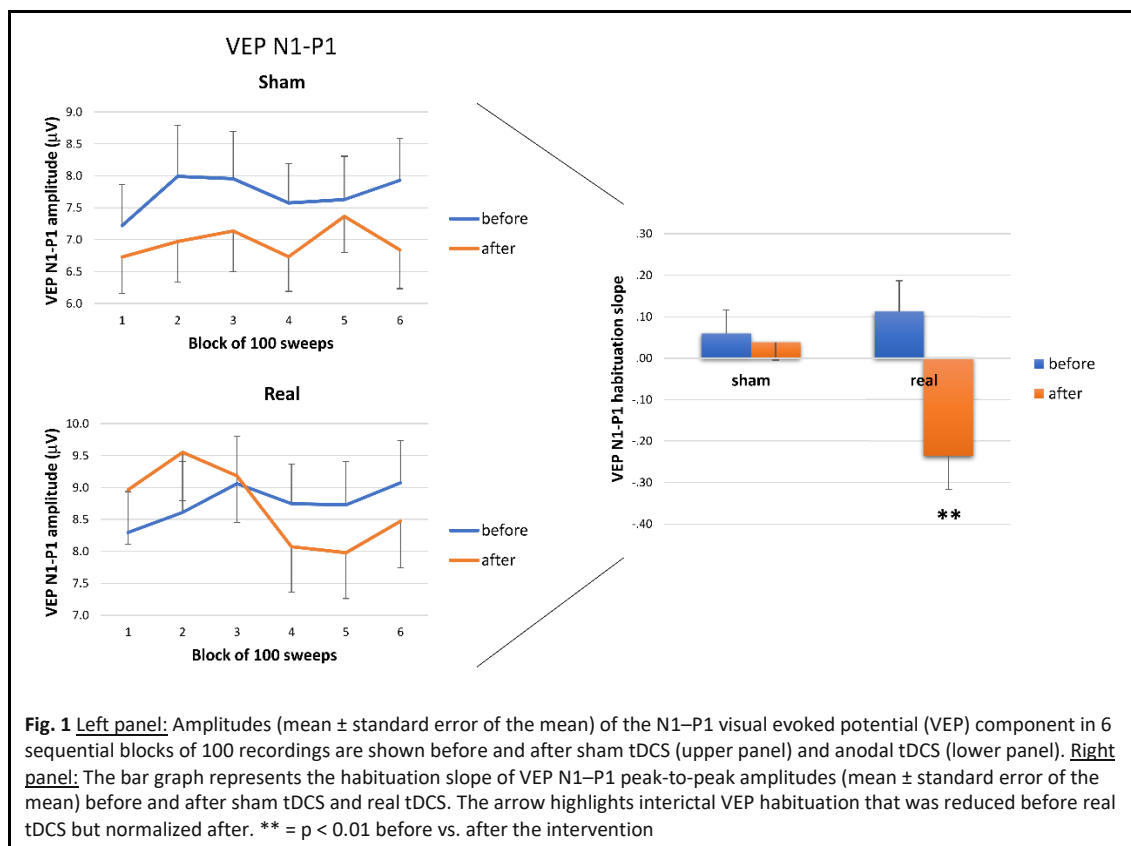 VEP N1-P1
Sham
VEP N1-P1 amplitude (µV)
9.0
8.5
8.0
7.5
7.0
6.5
6.0
1 2 3 4 5 6
Block of 100 sweeps
before
after
Real
VEP N1-P1 amplitude (µV)
10.0
9.5
9.0
8.5
8.0
7.5
7.0
1 2 3 4 5 6
Block of 100 sweeps
before
after
VEP N1-P1 habituation slope
.30
.20
.10
.00
-.10
-.20
-.30
-.40
sham real
**
before
after
Fig. 1 Left panel: Amplitudes (mean ± standard error of the mean) of the N1–P1 visual evoked potential (VEP) component in 6
sequential blocks of 100 recordings are shown before and after sham tDCS (upper panel) and anodal tDCS (lower panel). Right
panel: The bar graph represents the habituation slope of VEP N1–P1 peak-to-peak amplitudes (mean ± standard error of the
mean) before and after sham tDCS and real tDCS. The arrow highlights interictal VEP habituation that was reduced before real
tDCS but normalized after. ** = p < 0.01 before vs. after the intervention